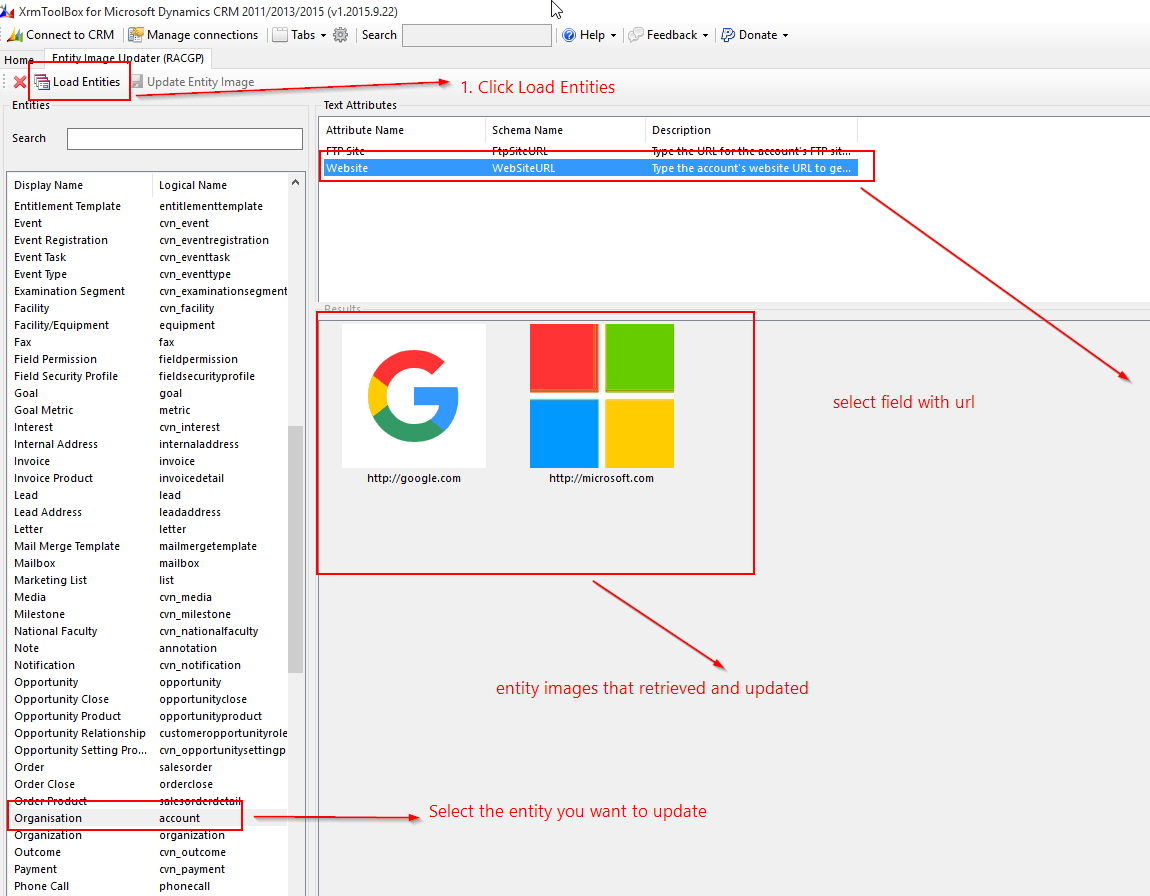 XrmToolBox for Microsoft Dynamics CRM 2011/2013/2015 (v1.2015.9.22)
Connect to CRM Manage connections Tabs Search Help Feedback Donate
Home Entity Image Updater (RACGP)
Load Entities Update Entity Image
1. Click Load Entities
Entities
Search
Display Name Logical Name
Entitlement Template entitlementtemplate
Event cvn_event
Event Registration cvn_eventregistration
Event Task cvn_eventtask
Event Type cvn_eventtype
Examination Segment cvn_examinationsegment
Facility cvn_facility
Facility/Equipment equipment
Fax fax
Field Permission fieldpermission
Field Security Profile fieldsecurityprofile
Goal goal
Goal Metric metric
Interest cvn_interest
Internal Address internaladdress
Invoice invoice
Invoice Product invoicedetail
Lead lead
Lead Address leadaddress
Letter letter
Mail Merge Template mailmergetemplate
Mailbox mailbox
Marketing List list
Media cvn_media
Milestone cvn_milestone
National Faculty cvn_nationalfaculty
Note annotation
Notification cvn_notification
Opportunity opportunity
Opportunity Close opportunityclose
Opportunity Product opportunityproduct
Opportunity Relationship customeropportunityrole
Opportunity Setting Pro... cvn_opportunitysettingp
Order salesorder
Order Close orderclose
Order Product salesorderdetail
Organisation account
Organization organization
Outcome cvn_outcome
Payment cvn_payment
Phone Call phonecall
Text Attributes
Attribute Name Schema Name Description
FTP Site FtpSiteURL Type the URL for the account's FTP sit...
Website WebSiteURL Type the account's website URL to ge...
Results
http://google.com http://microsoft.com
select field with url
entity images that retrieved and updated
Select the entity you want to update